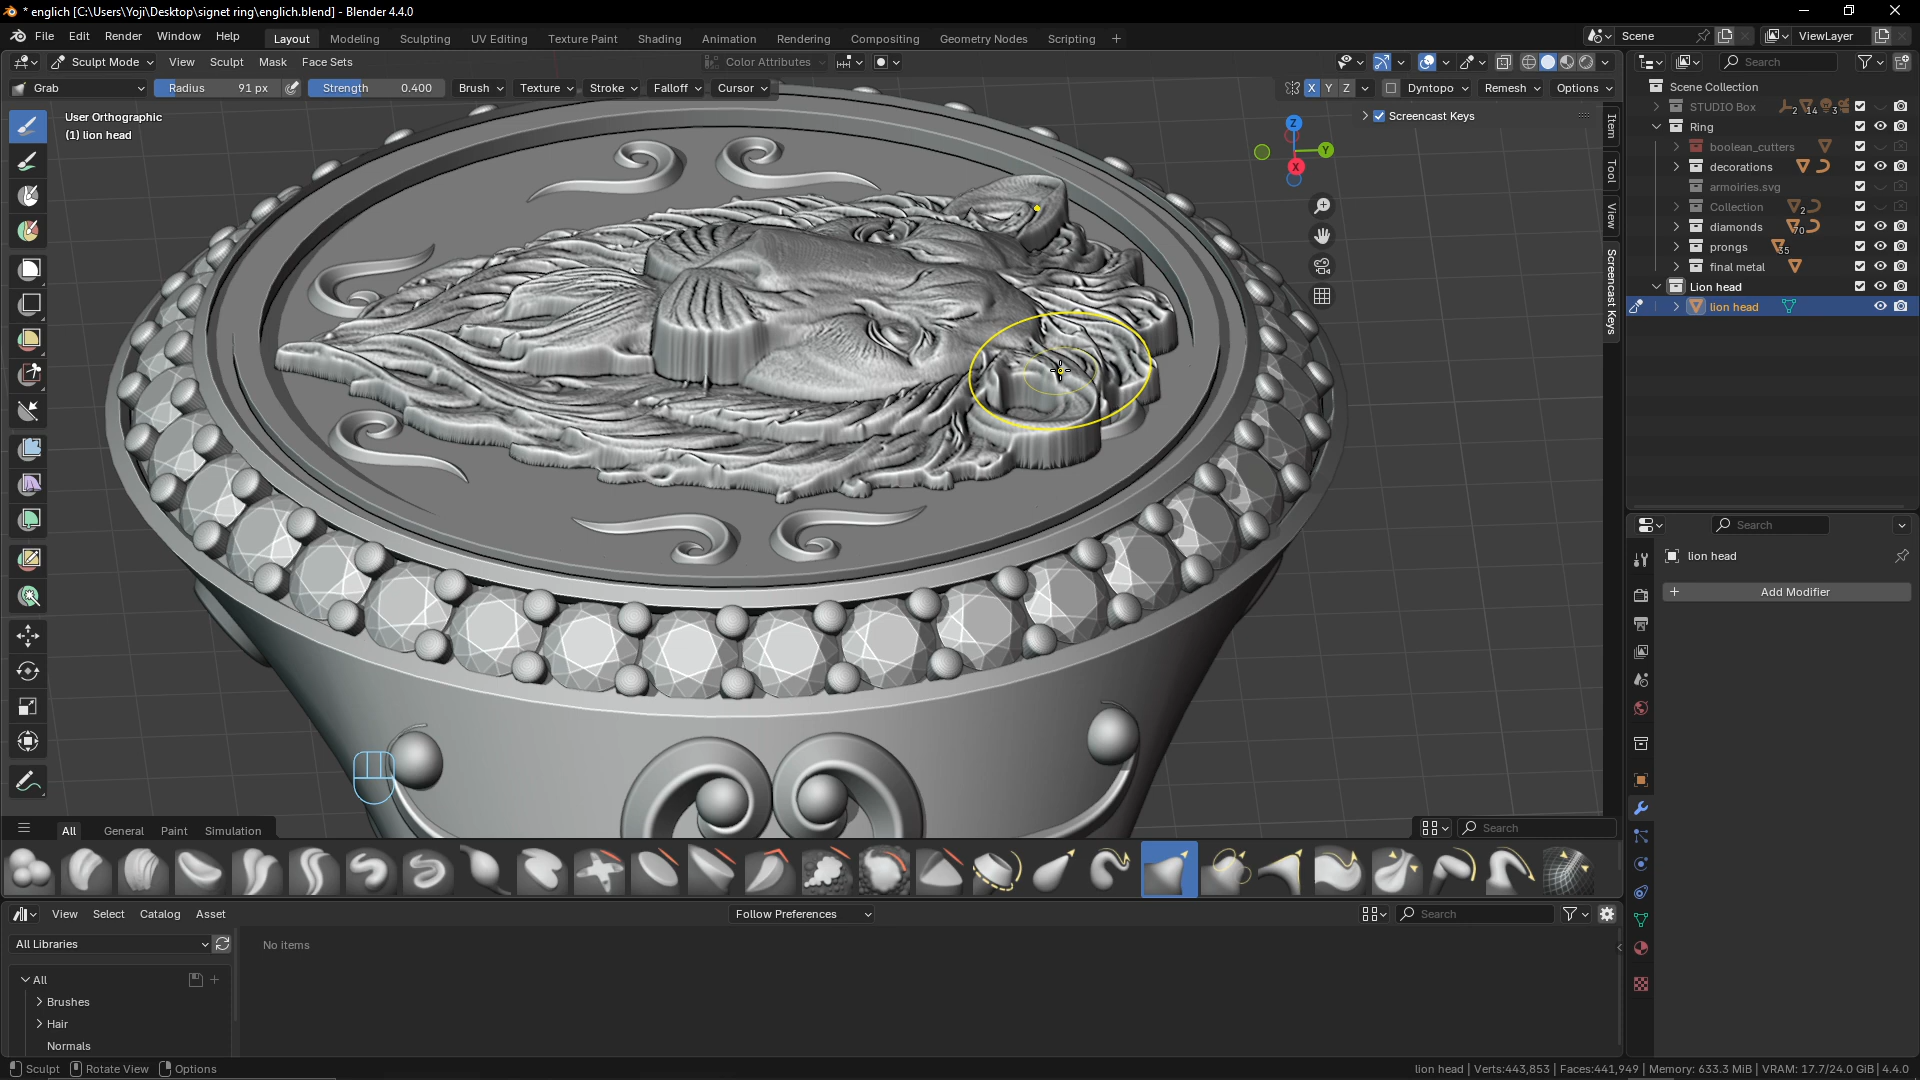 * englich [C:\Users\Yoji\Desktop\signet ring\englich.blend] - Blender 4.4.0
File Edit Render Window Help
Layout Modeling Sculpting UV Editing Texture Paint Shading Animation Rendering Compositing Geometry Nodes Scripting +
Scene ViewLayer
Sculpt Mode View Sculpt Mask Face Sets
Color Attributes
Search
Grab Radius 91 px Strength 0.400 Brush Texture Stroke Falloff Cursor
X Y Z Dyntopo Remesh Options
User Orthographic
(1) lion head
Screencast Keys
Z
Y
X
Item
Tool
View
Screencast Keys
Scene Collection
STUDIO Box 2 14 3
Ring
boolean_cutters
decorations
armoiries.svg
Collection 2
diamonds 70
prongs 35
final metal
Lion head
lion head
Search
lion head
+ Add Modifier
All General Paint Simulation
Search
View Select Catalog Asset
Follow Preferences
Search
All Libraries
No items
All
Brushes
Hair
Normals
Sculpt Rotate View Options
lion head | Verts:443,853 | Faces:441,949 | Memory: 633.3 MiB | VRAM: 17.7/24.0 GiB | 4.4.0